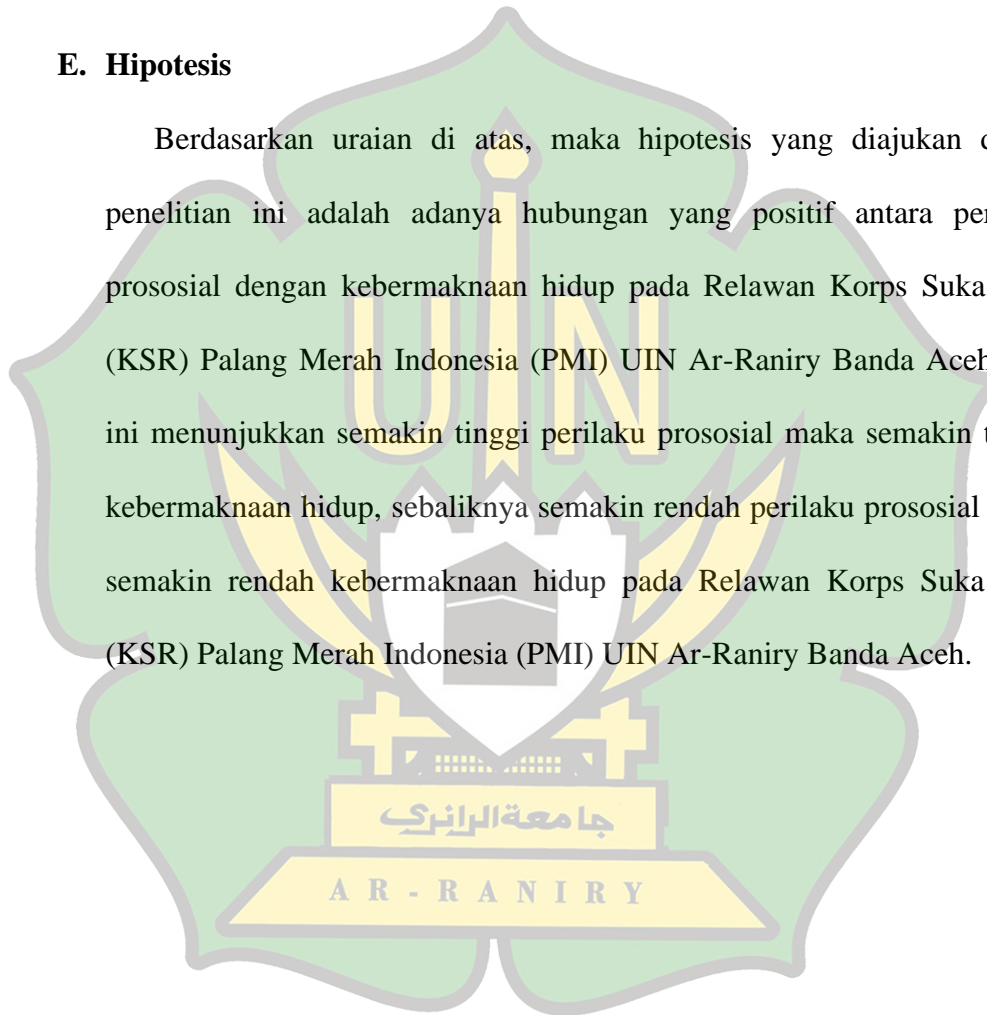 E. Hipotesis
Berdasarkan uraian di atas, maka hipotesis yang diajukan
penelitian ini adalah adanya hubungan yang positif antara
prososial dengan kebermaknaan hidup pada Relawan Korps Suka
(KSR) Palang Merah Indonesia (PMI) UIN Ar-Raniry Banda Aceh
ini menunjukkan semakin tinggi perilaku prososial maka semakin
kebermaknaan hidup, sebaliknya semakin rendah perilaku prososial
semakin rendah kebermaknaan hidup pada Relawan Korps Suka
(KSR) Palang Merah Indonesia (PMI) UIN Ar-Raniry Banda Aceh.
UIN
جامعة الرانري
AR-RANIRY